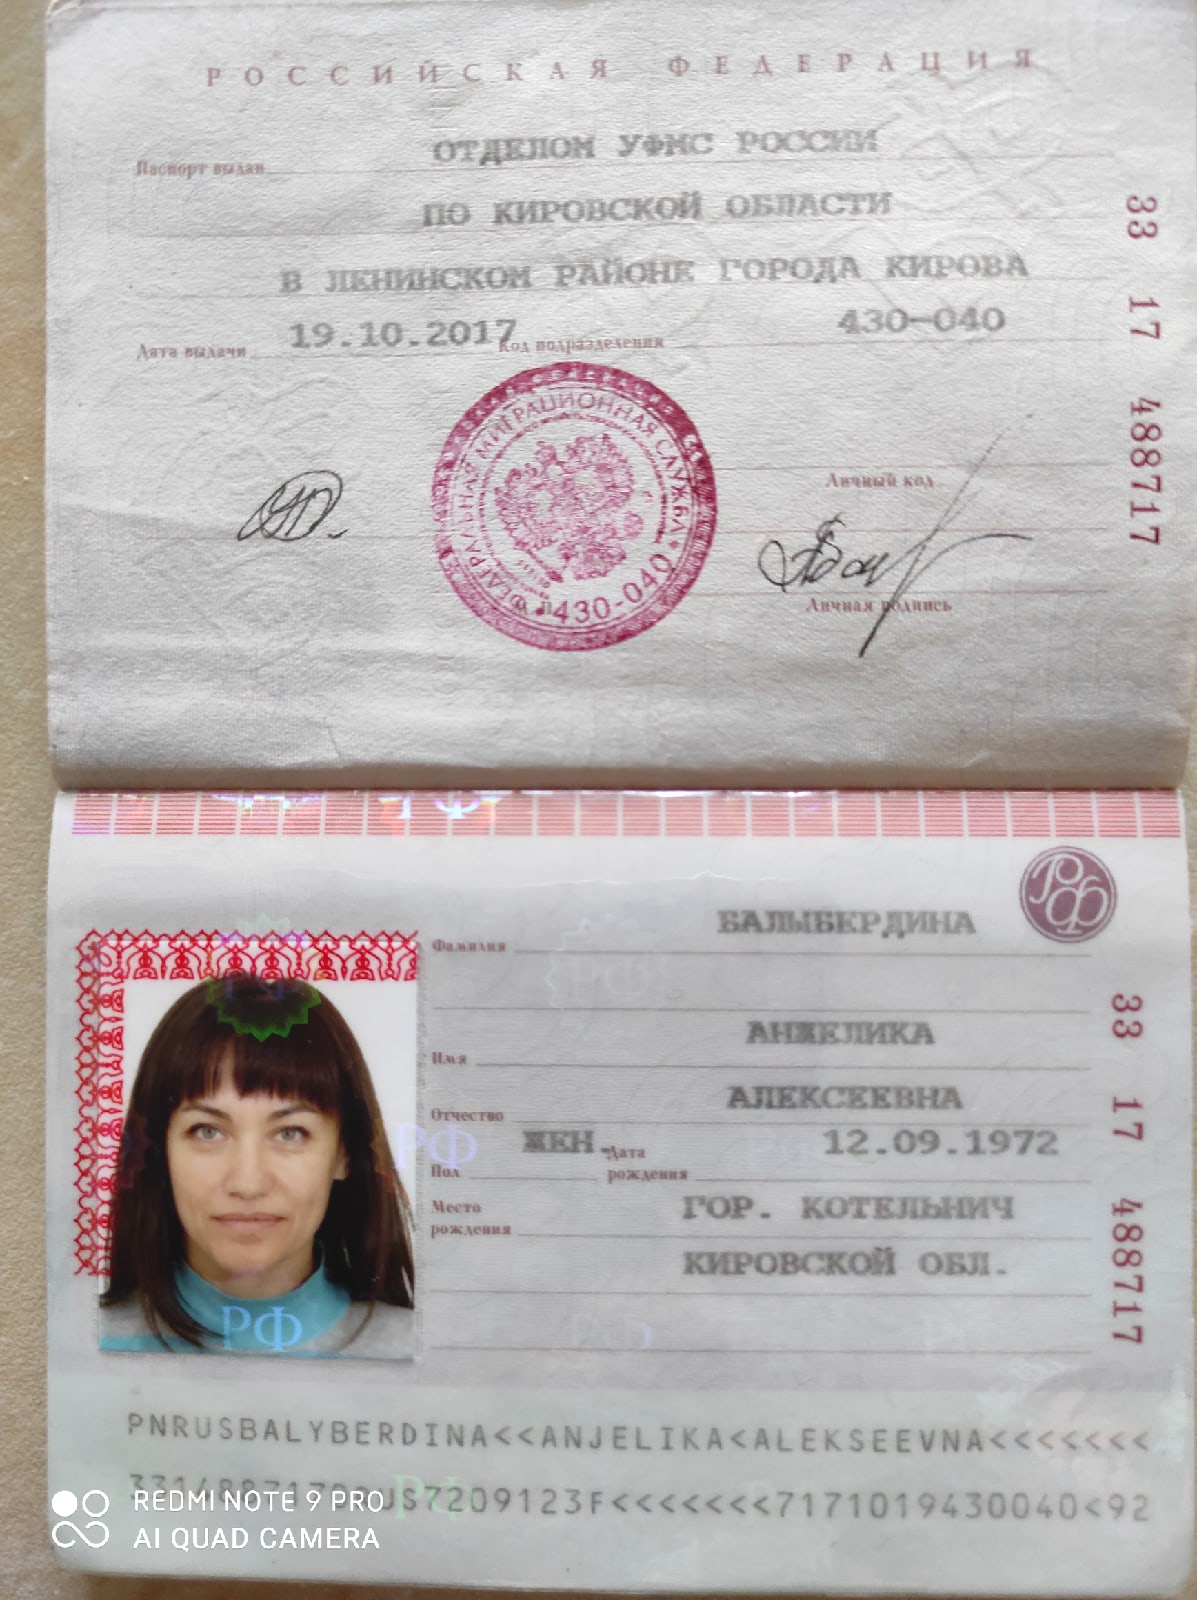 РОССИЙСКАЯ ФЕДЕРАЦИЯ
Паспорт выдан ОТДЕЛОМ УФМС РОССИИ
ПО КИРОВСКОЙ ОБЛАСТИ
В ЛЕНИНСКОМ РАЙОНЕ ГОРОДА КИРОВА
Дата выдачи 19.10.2017 Код подразделения 430-040
33 17 488717
ФЕДЕРАЛЬНАЯ МИГРАЦИОННАЯ СЛУЖБА
430-040
Личный код
Личная подпись
РФ
Фамилия БАЛЫБЕРДИНА
Имя АНЖЕЛИКА
Отчество АЛЕКСЕЕВНА
Пол ЖЕН. Дата рождения 12.09.1972
Место рождения ГОР. КОТЕЛЬНИЧ
КИРОВСКОЙ ОБЛ.
33 17 488717
РФ
PNRUSBALYBERDINA<<ANJELIKA<ALEKSEEVNA<<<<<<<
7209123F<<<<<<<7171019430040<92
REDMI NOTE 9 PRO
AI QUAD CAMERA